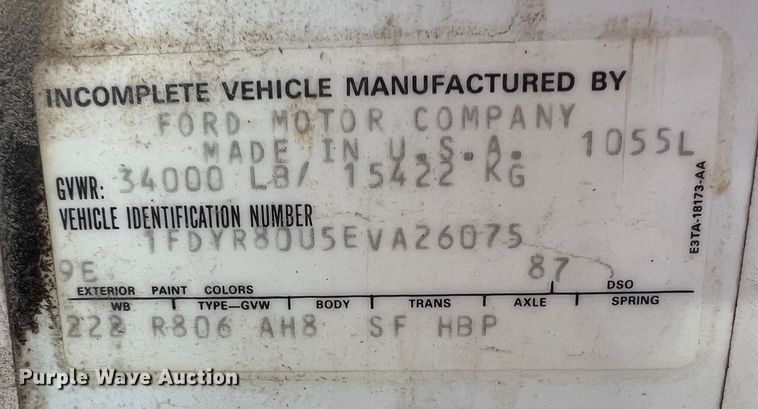 INCOMPLETE VEHICLE MANUFACTURED BY
FORD MOTOR COMPANY
MADE IN U.S.A. 1055L
GVWR: 34000 LB/ 15422 KG
VEHICLE IDENTIFICATION NUMBER
1FDYR80U5EVA26075
9E 87
EXTERIOR PAINT COLORS DSO
WB TYPE—GVW BODY TRANS AXLE SPRING
222 R806 AH8 SF HBP
E3TA-18173-AA
Purple Wave Auction